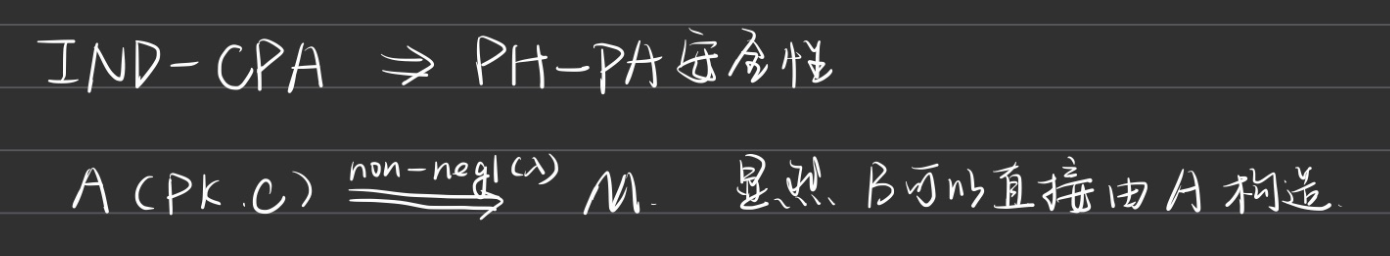 IND-CPA ⇒ PH-PA安全性
A(PK.C) non-negl(λ) ⇒ M. 显然 B可以直接由A构造.